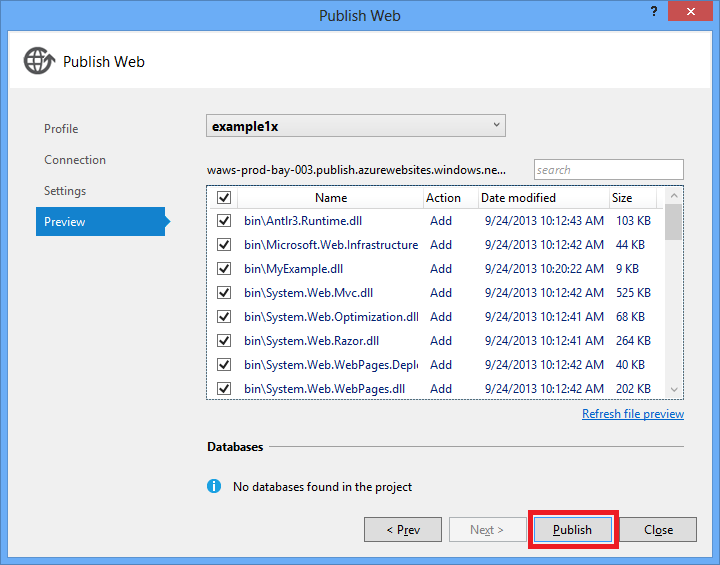 Publish Web
?
Publish Web
Profile
Connection
Settings
Preview
example1x
waws-prod-bay-003.publish.azurewebsites.windows.ne...
search
Name Action Date modified Size
bin\Antlr3.Runtime.dll Add 9/24/2013 10:12:43 AM 103 KB
bin\Microsoft.Web.Infrastructure Add 9/24/2013 10:12:42 AM 44 KB
bin\MyExample.dll Add 9/24/2013 10:20:22 AM 9 KB
bin\System.Web.Mvc.dll Add 9/24/2013 10:12:42 AM 525 KB
bin\System.Web.Optimization.dll Add 9/24/2013 10:12:41 AM 68 KB
bin\System.Web.Razor.dll Add 9/24/2013 10:12:41 AM 264 KB
bin\System.Web.WebPages.Deplo Add 9/24/2013 10:12:42 AM 40 KB
bin\System.Web.WebPages.dll Add 9/24/2013 10:12:42 AM 202 KB
Refresh file preview
Databases
No databases found in the project
< Prev
Next >
Publish
Close